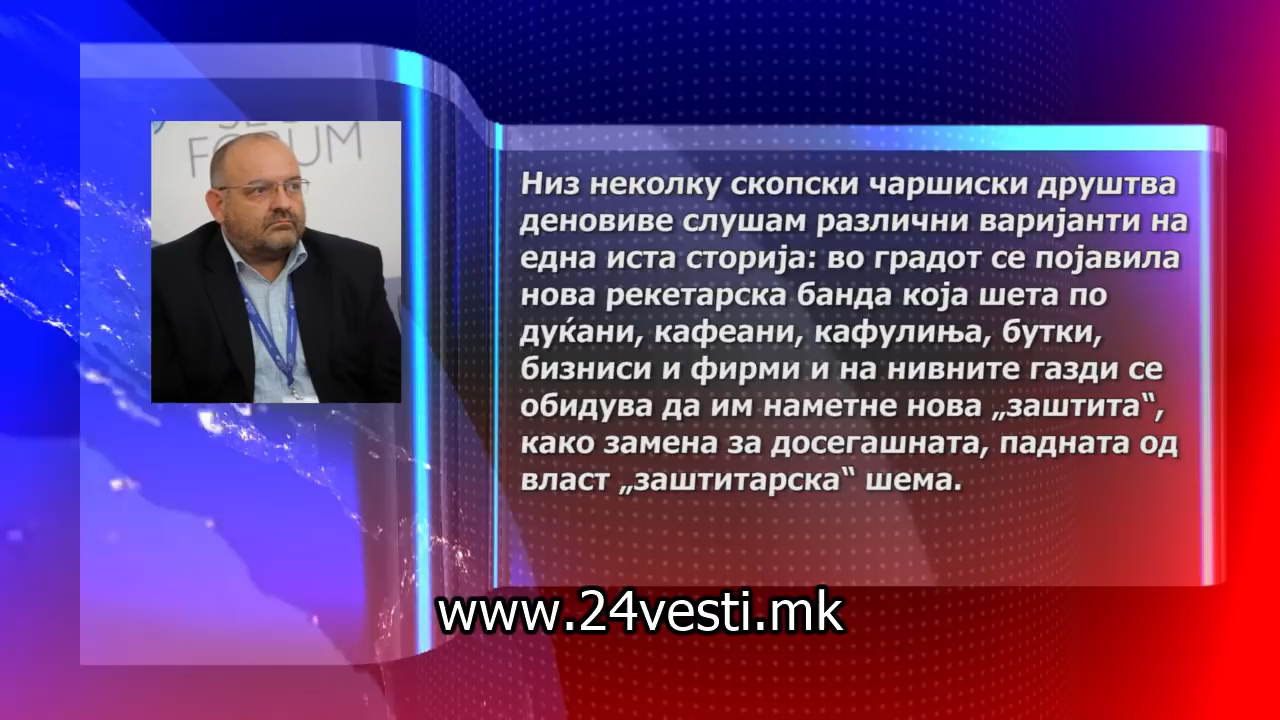 FORUM
Низ неколку скопски чаршиски друштва
деновиве слушам различни варијанти на
една иста сторија: во градот се појавила
нова рекетарска банда која шета по
дуќани, кафеани, кафулиња, бутки,
бизниси и фирми и на нивните газди се
обидува да им наметне нова „заштита“,
како замена за досегашната, падната од
власт „заштитарска“ шема.
www.24vesti.mk